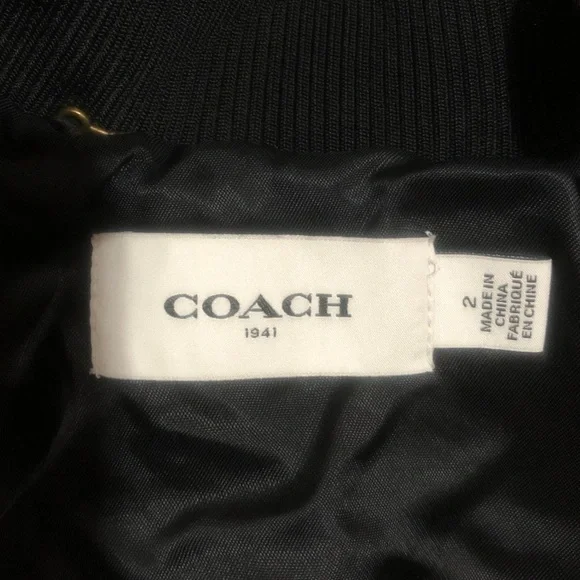 COACH
1941
2
MADE IN
CHINA
FABRIQUÉ
EN CHINE